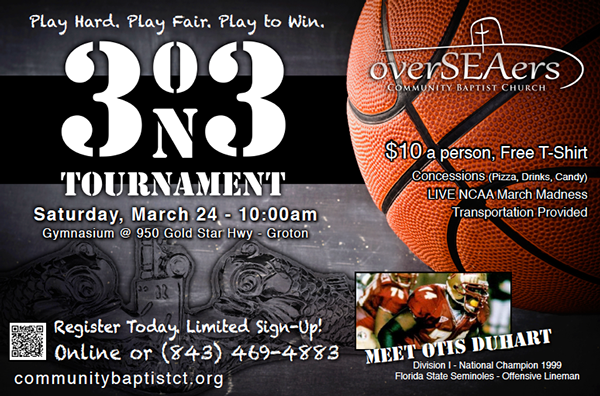 Play Hard. Play Fair. Play to Win.
3 ON 3
TOURNAMENT
Saturday, March 24 - 10:00am
Gymnasium @ 950 Gold Star Hwy - Groton
overSEAers
COMMUNITY BAPTIST CHURCH
$10 a person, Free T-Shirt
Concessions (Pizza, Drinks, Candy)
LIVE NCAA March Madness
Transportation Provided
Register Today. Limited Sign-Up!
Online or (843) 469-4883
communitybaptistct.org
MEET OTIS DUHART
Division I - National Champion 1999
Florida State Seminoles - Offensive Lineman